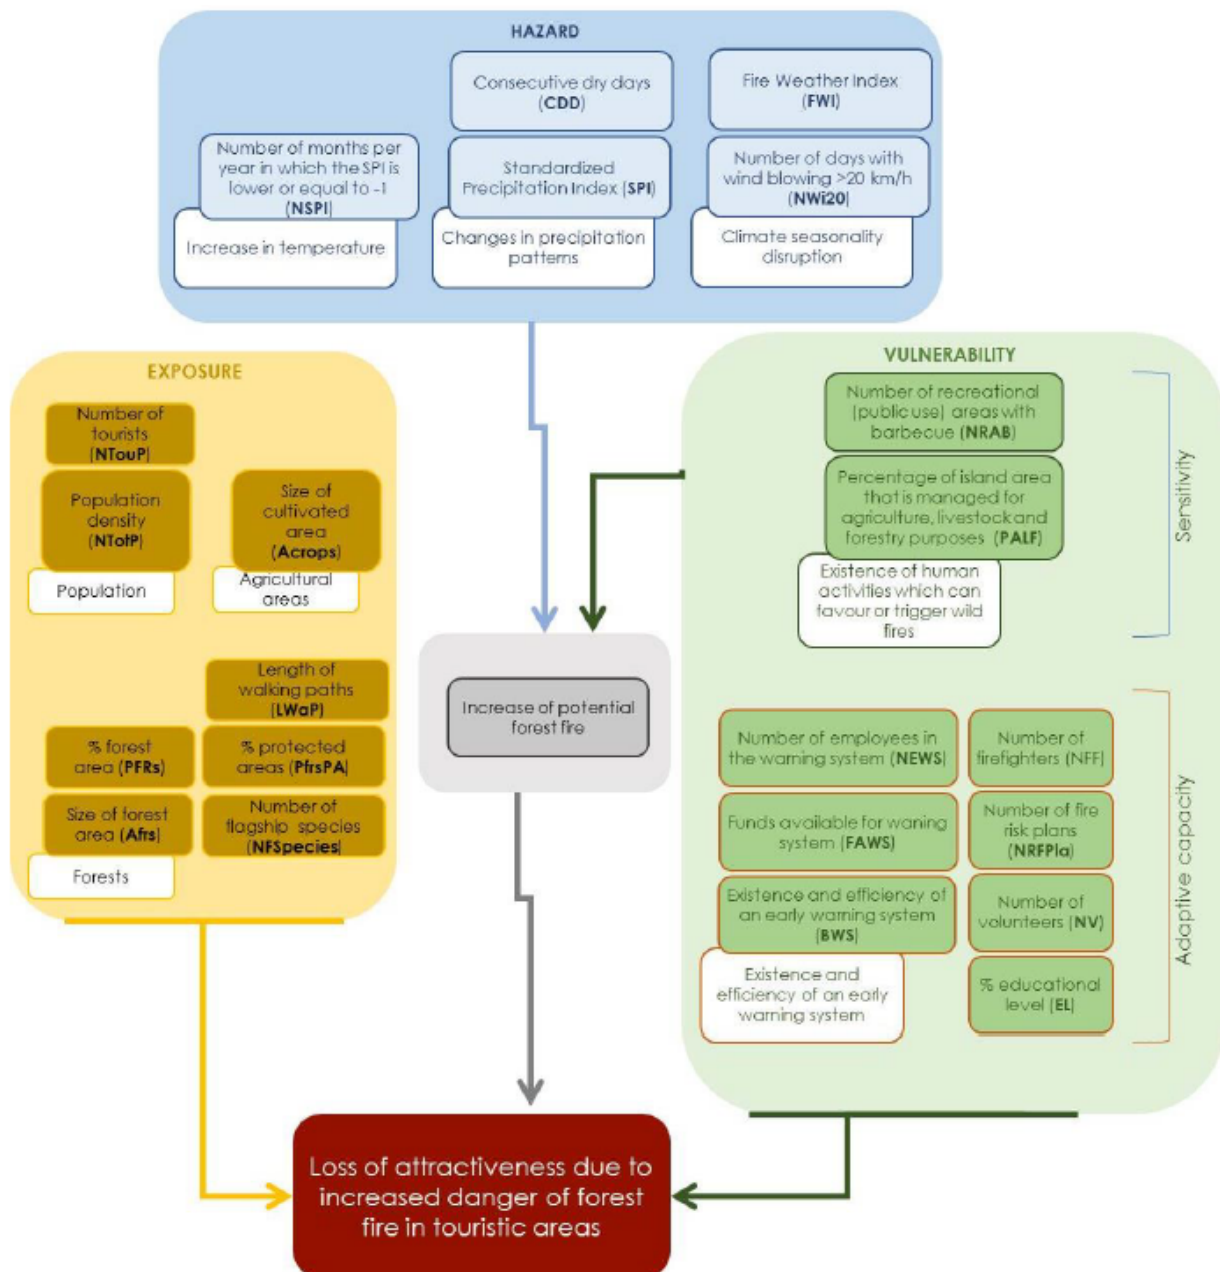 HAZARD
Consecutive dry days
(CDD)
Fire Weather Index
(FWI)
Number of months per
year in which the SPI is
lower or equal to -1
(NSPI)
Standardized
Precipitation Index (SPI)
Number of days with
wind blowing >20 km/h
(NWi20)
Increase in temperature
Changes in precipitation
patterns
Climate seasonality
disruption
EXPOSURE
Number of
tourists
(NTouP)
Population
density
(NTotP)
Size of
cultivated
area
(Acrops)
Population
Agricultural
areas
Length of
walking paths
(LWaP)
% forest
area (PFRs)
% protected
areas (PfrsPA)
Size of forest
area (Afrs)
Number of
flagship species
(NFSpecies)
Forests
Increase of potential
forest fire
VULNERABILITY
Number of recreational
(public use) areas with
barbecue (NRAB)
Percentage of island area
that is managed for
agriculture, livestock and
forestry purposes (PALF)
Existence of human
activities which can
favour or trigger wild
fires
Sensitivity
Number of employees in
the warning system (NEWS)
Number of
firefighters (NFF)
Funds available for waning
system (FAWS)
Number of fire
risk plans
(NRFPla)
Existence and efficiency of
an early warning system
(BWS)
Number of
volunteers (NV)
Existence and
efficiency of an early
warning system
% educational
level (EL)
Adaptive capacity
Loss of attractiveness due to
increased danger of forest
fire in touristic areas